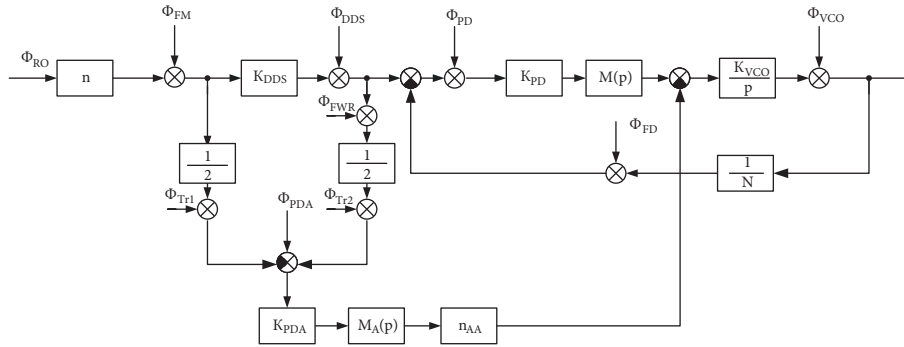 Φ_FM
Φ_DDS
Φ_PD
Φ_VCO
Φ_RO
n
K_DDS
K_PD
M(p)
K_VCO
p
Φ_FWR
Φ_FD
1
2
1
2
1
N
Φ_Tr1
Φ_PDA
Φ_Tr2
K_PDA
M_A(p)
n_AA